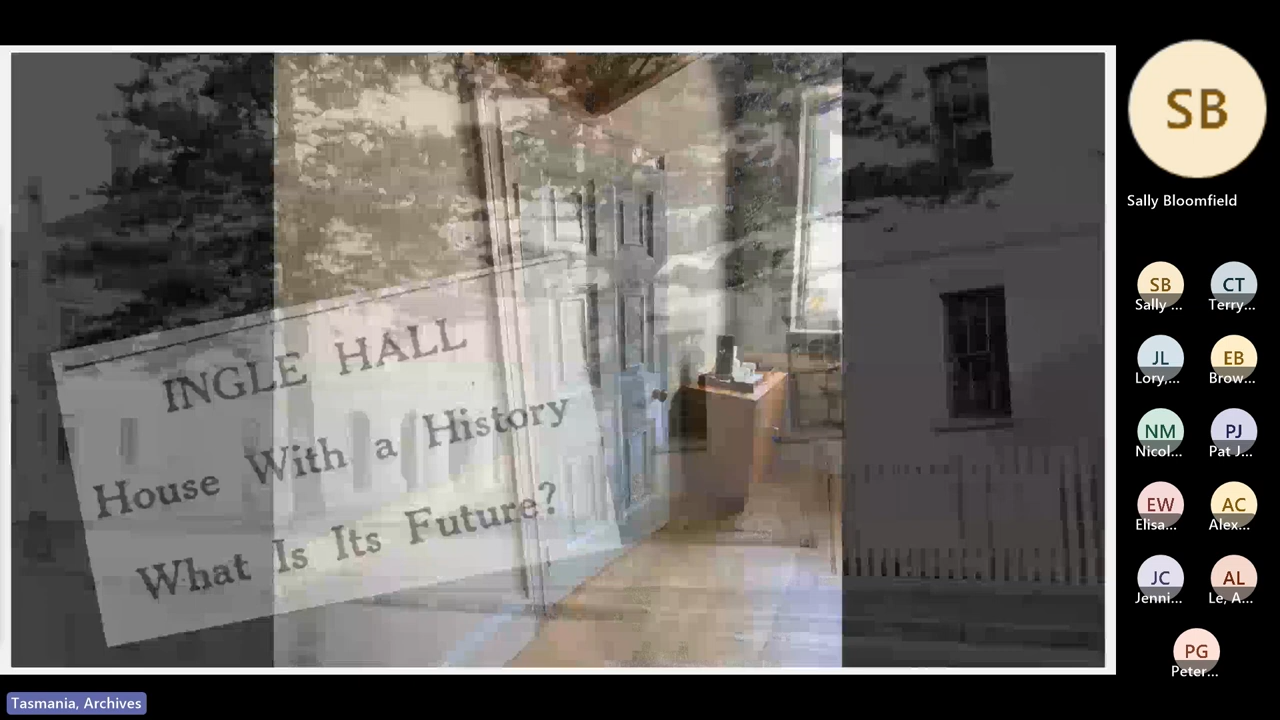 INGLE HALL
House With a History
What Is Its Future?
SB
Sally Bloomfield
SB
CT
Sally ...
Terry...
JL
EB
Lory,...
Brow...
NM
PJ
Nicol...
Pat J...
EW
AC
Elisa...
Alex...
JC
AL
Jenni...
Le, A...
PG
Peter...
Tasmania, Archives